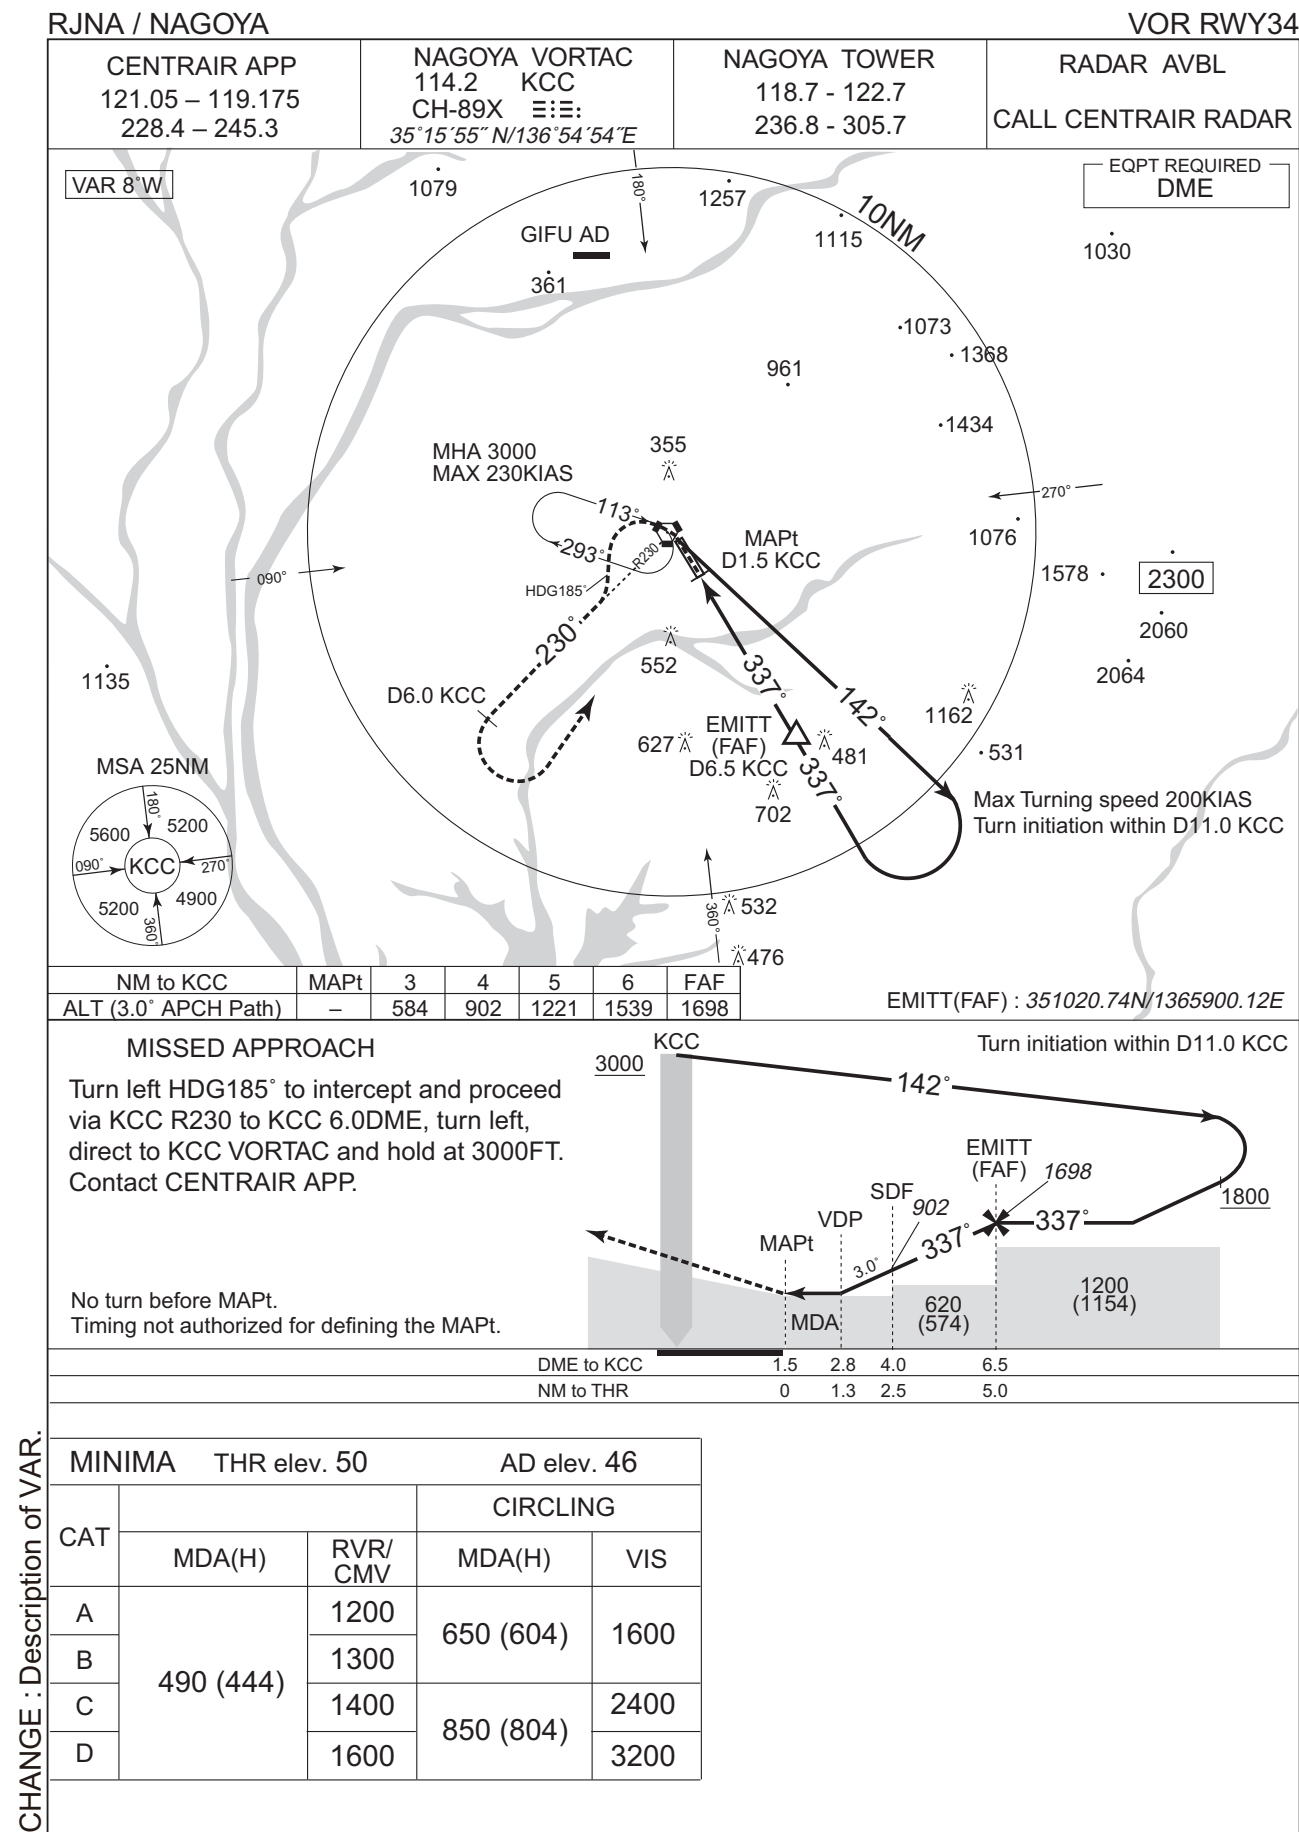 RJNA / NAGOYA
VOR RWY34
CENTRAIR APP
121.05 – 119.175
228.4 – 245.3
NAGOYA VORTAC
114.2 KCC
CH-89X
35°15´55˝ N/136°54´54˝E
NAGOYA TOWER
118.7 - 122.7
236.8 - 305.7
RADAR AVBL
CALL CENTRAIR RADAR
VAR 8°W
EQPT REQUIRED
DME
1079
180°
1257
10NM
1115
1030
GIFU AD
361
1073
1368
961
1434
MHA 3000
MAX 230KIAS
355
113°
293°
R230
HDG185°
MAPt
D1.5 KCC
270°
1076
1578
2300
2060
2064
090°
230°
552
337°
142°
1135
D6.0 KCC
1162
EMITT
(FAF)
D6.5 KCC
627
481
531
337°
702
MSA 25NM
180°
5600
5200
090°
KCC
270°
5200
4900
360°
Max Turning speed 200KIAS
Turn initiation within D11.0 KCC
360°
532
476
NM to KCC MAPt 3 4 5 6 FAF
ALT (3.0° APCH Path) – 584 902 1221 1539 1698
EMITT(FAF) : 351020.74N/1365900.12E
MISSED APPROACH
Turn left HDG185° to intercept and proceed
via KCC R230 to KCC 6.0DME, turn left,
direct to KCC VORTAC and hold at 3000FT.
Contact CENTRAIR APP.
No turn before MAPt.
Timing not authorized for defining the MAPt.
KCC
3000
Turn initiation within D11.0 KCC
142°
EMITT
(FAF)
1698
1800
SDF
902
VDP
MAPt
337°
337°
3.0°
MDA
620
(574)
1200
(1154)
DME to KCC 1.5 2.8 4.0 6.5
NM to THR 0 1.3 2.5 5.0
MINIMA THR elev. 50 AD elev. 46
CAT
CIRCLING
MDA(H)
RVR/
CMV
MDA(H)
VIS
A
B
C
D
490 (444)
1200
1300
1400
1600
650 (604)
850 (804)
1600
2400
3200
CHANGE : Description of VAR.